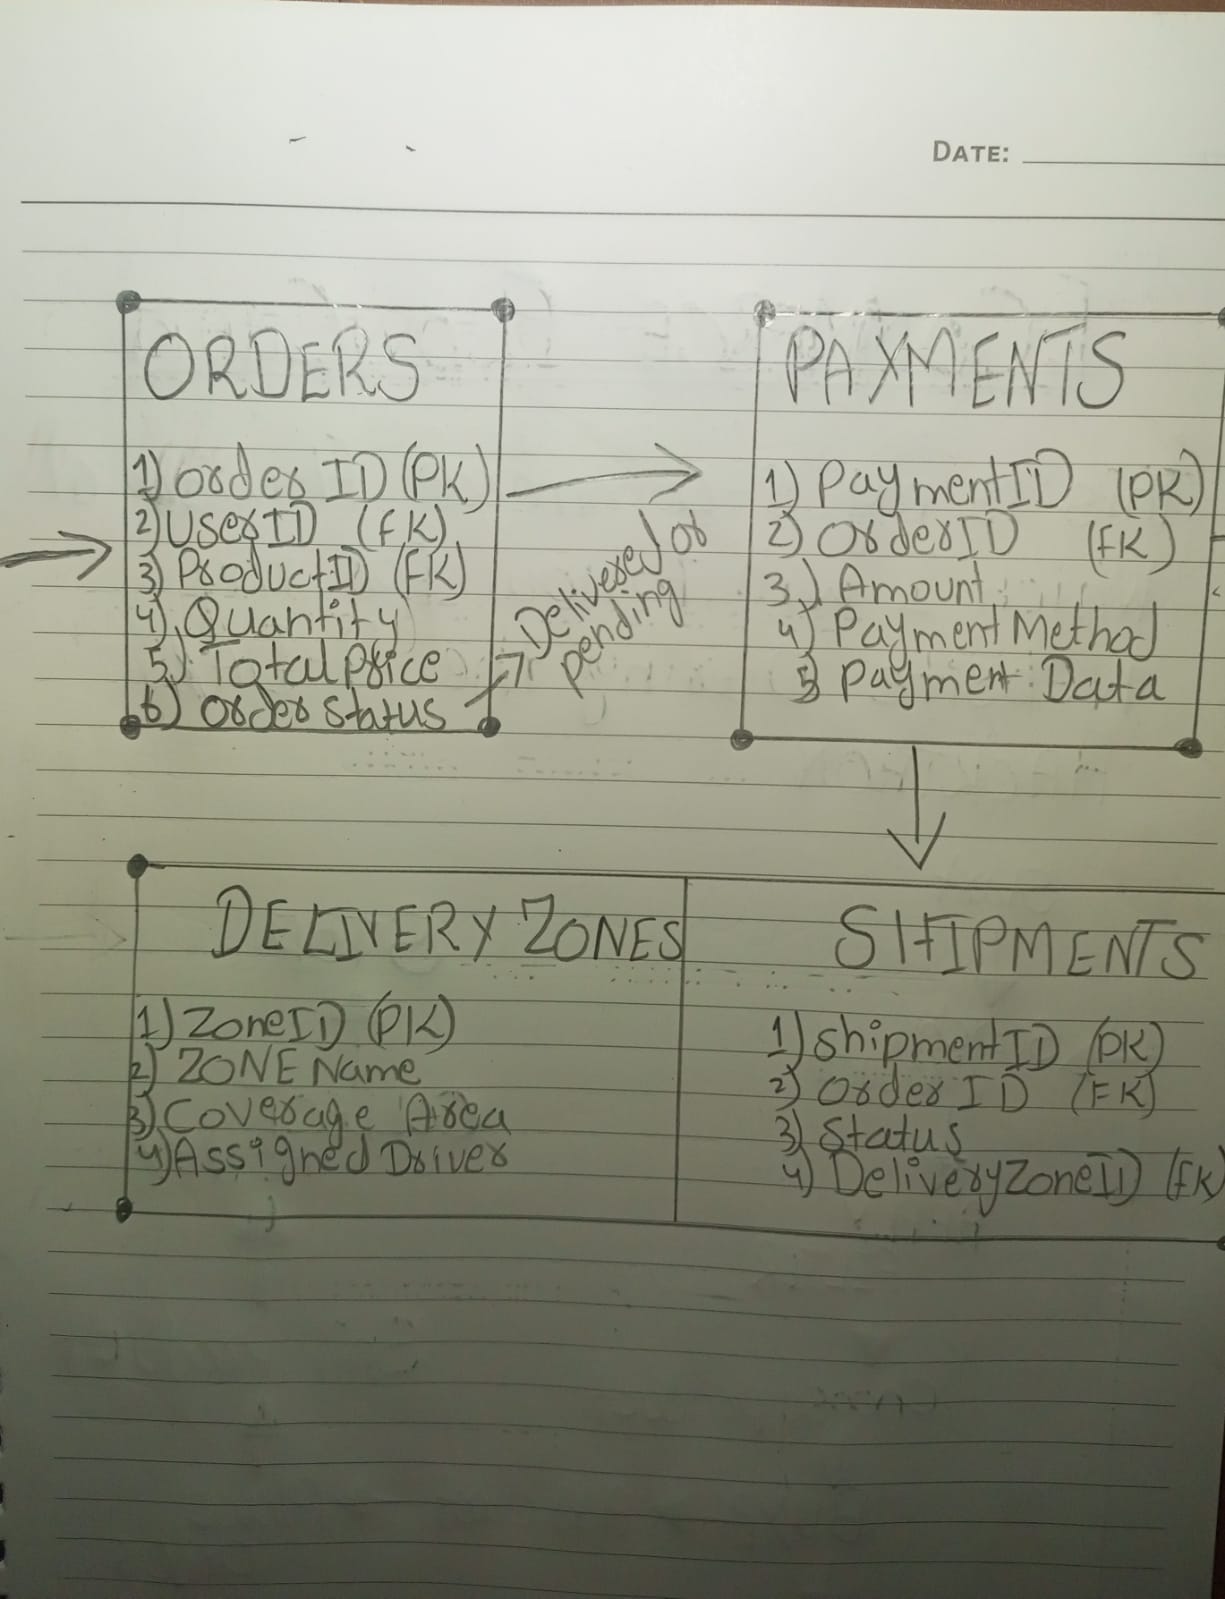 DATE:
ORDERS
1) Order ID (PK)
2) UserID (FK)
3) ProductID (FK)
4) Quantity
5) TotalPrice
6) Order Status
Delivered or
pending
PAYMENTS
1) PaymentID (PK)
2) OrderID (FK)
3.) Amount
4) Payment Method
5) Payment Data
DELIVERY ZONES
1) ZoneID (PK)
2) ZONE Name
3) Coverage Area
4) Assigned Driver
SHIPMENTS
1) ShipmentID (PK)
2) Order ID (FK)
3) Status
4) DeliveryZoneID (FK)